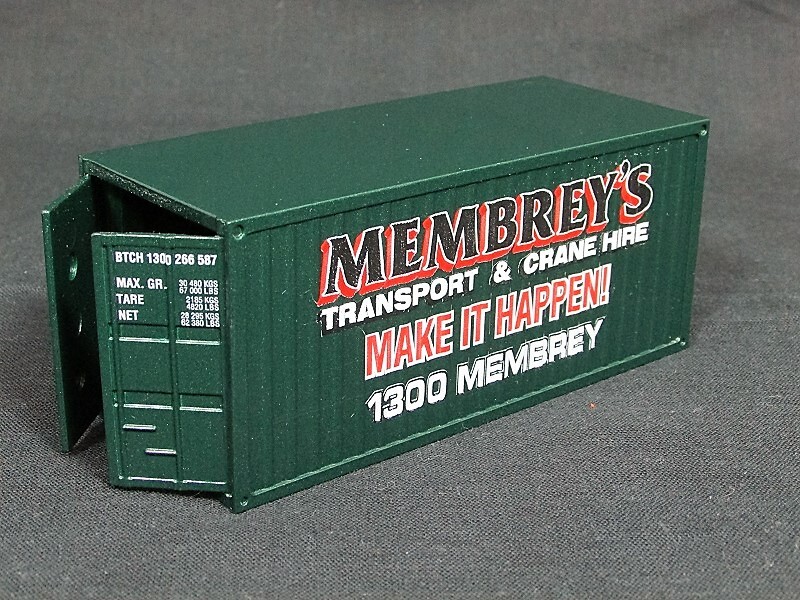 BTCH 1300 266 587
MAX. GR. 30 480 KGS
67 000 LBS
TARE 2185 KGS
4820 LBS
NET 28 295 KGS
62 380 LBS
MEMBREY'S
TRANSPORT & CRANE HIRE
MAKE IT HAPPEN!
1300 MEMBREY